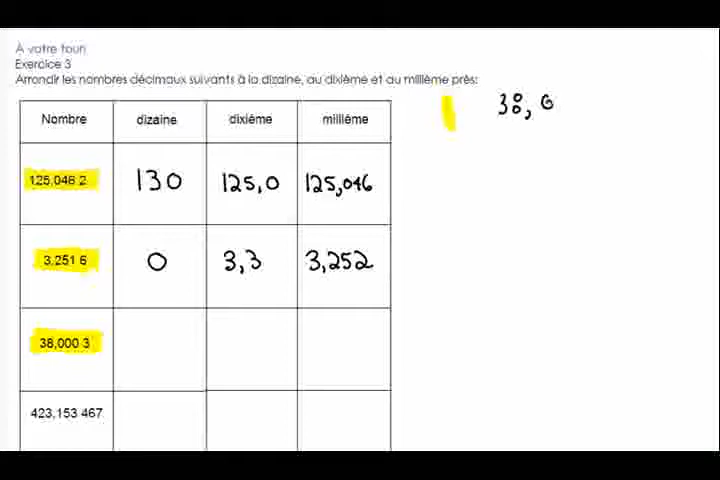 À votre tour!
Exercice 3
Arrondir les nombres décimaux suivants à la dizaine, au dixième et au millième près:
38, 0
Nombre dizaine dixième millième
125,046 2 130 125,0 125,046
3,251 6 0 3,3 3,252
38,000 3
423,153 467